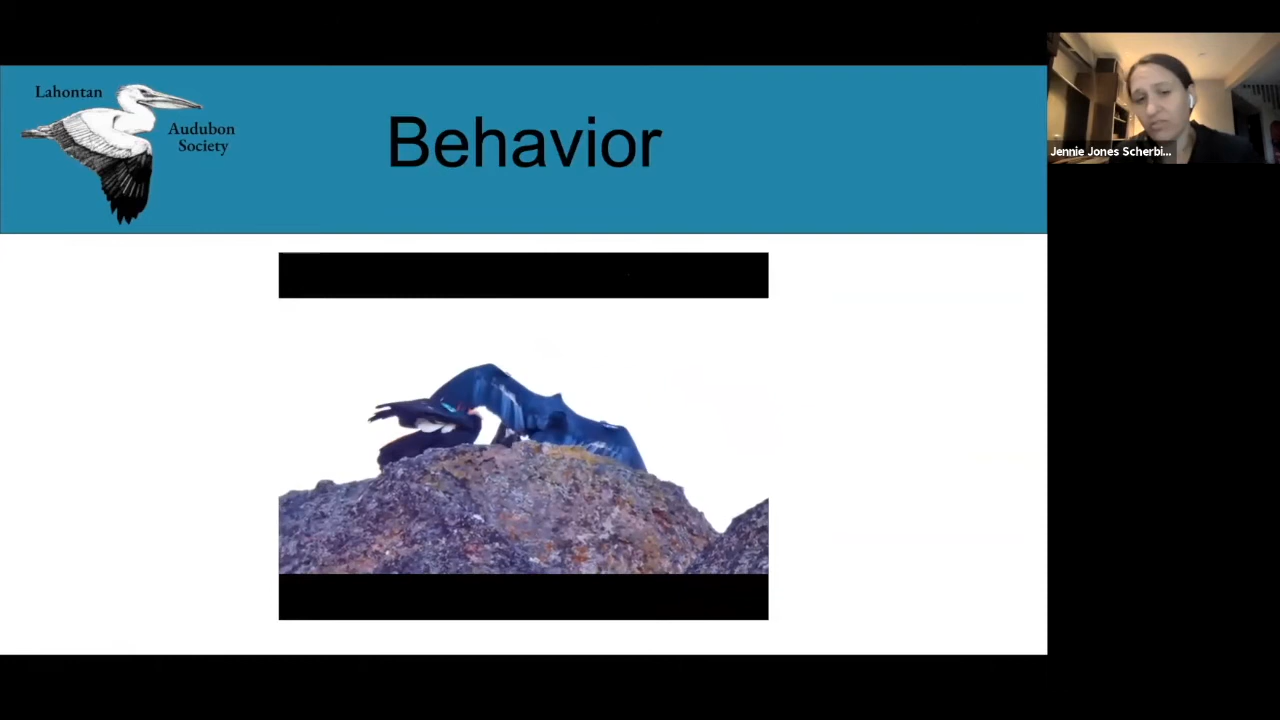 Lahontan
Audubon
Society
Behavior
Jennie Jones Scherbi...